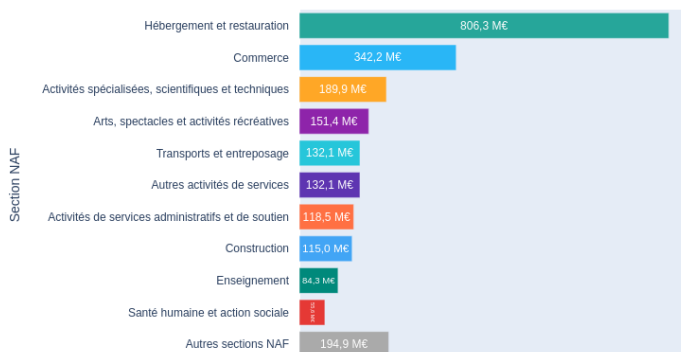 Hébergement et restauration 806,3 M€
Commerce 342,2 M€
Activités spécialisées, scientifiques et techniques 189,9 M€
Arts, spectacles et activités récréatives 151,4 M€
Transports et entreposage 132,1 M€
Autres activités de services 132,1 M€
Activités de services administratifs et de soutien 118,5 M€
Construction 115,0 M€
Enseignement 84,3 M€
Santé humaine et action sociale
Autres sections NAF 194,9 M€
Section NAF